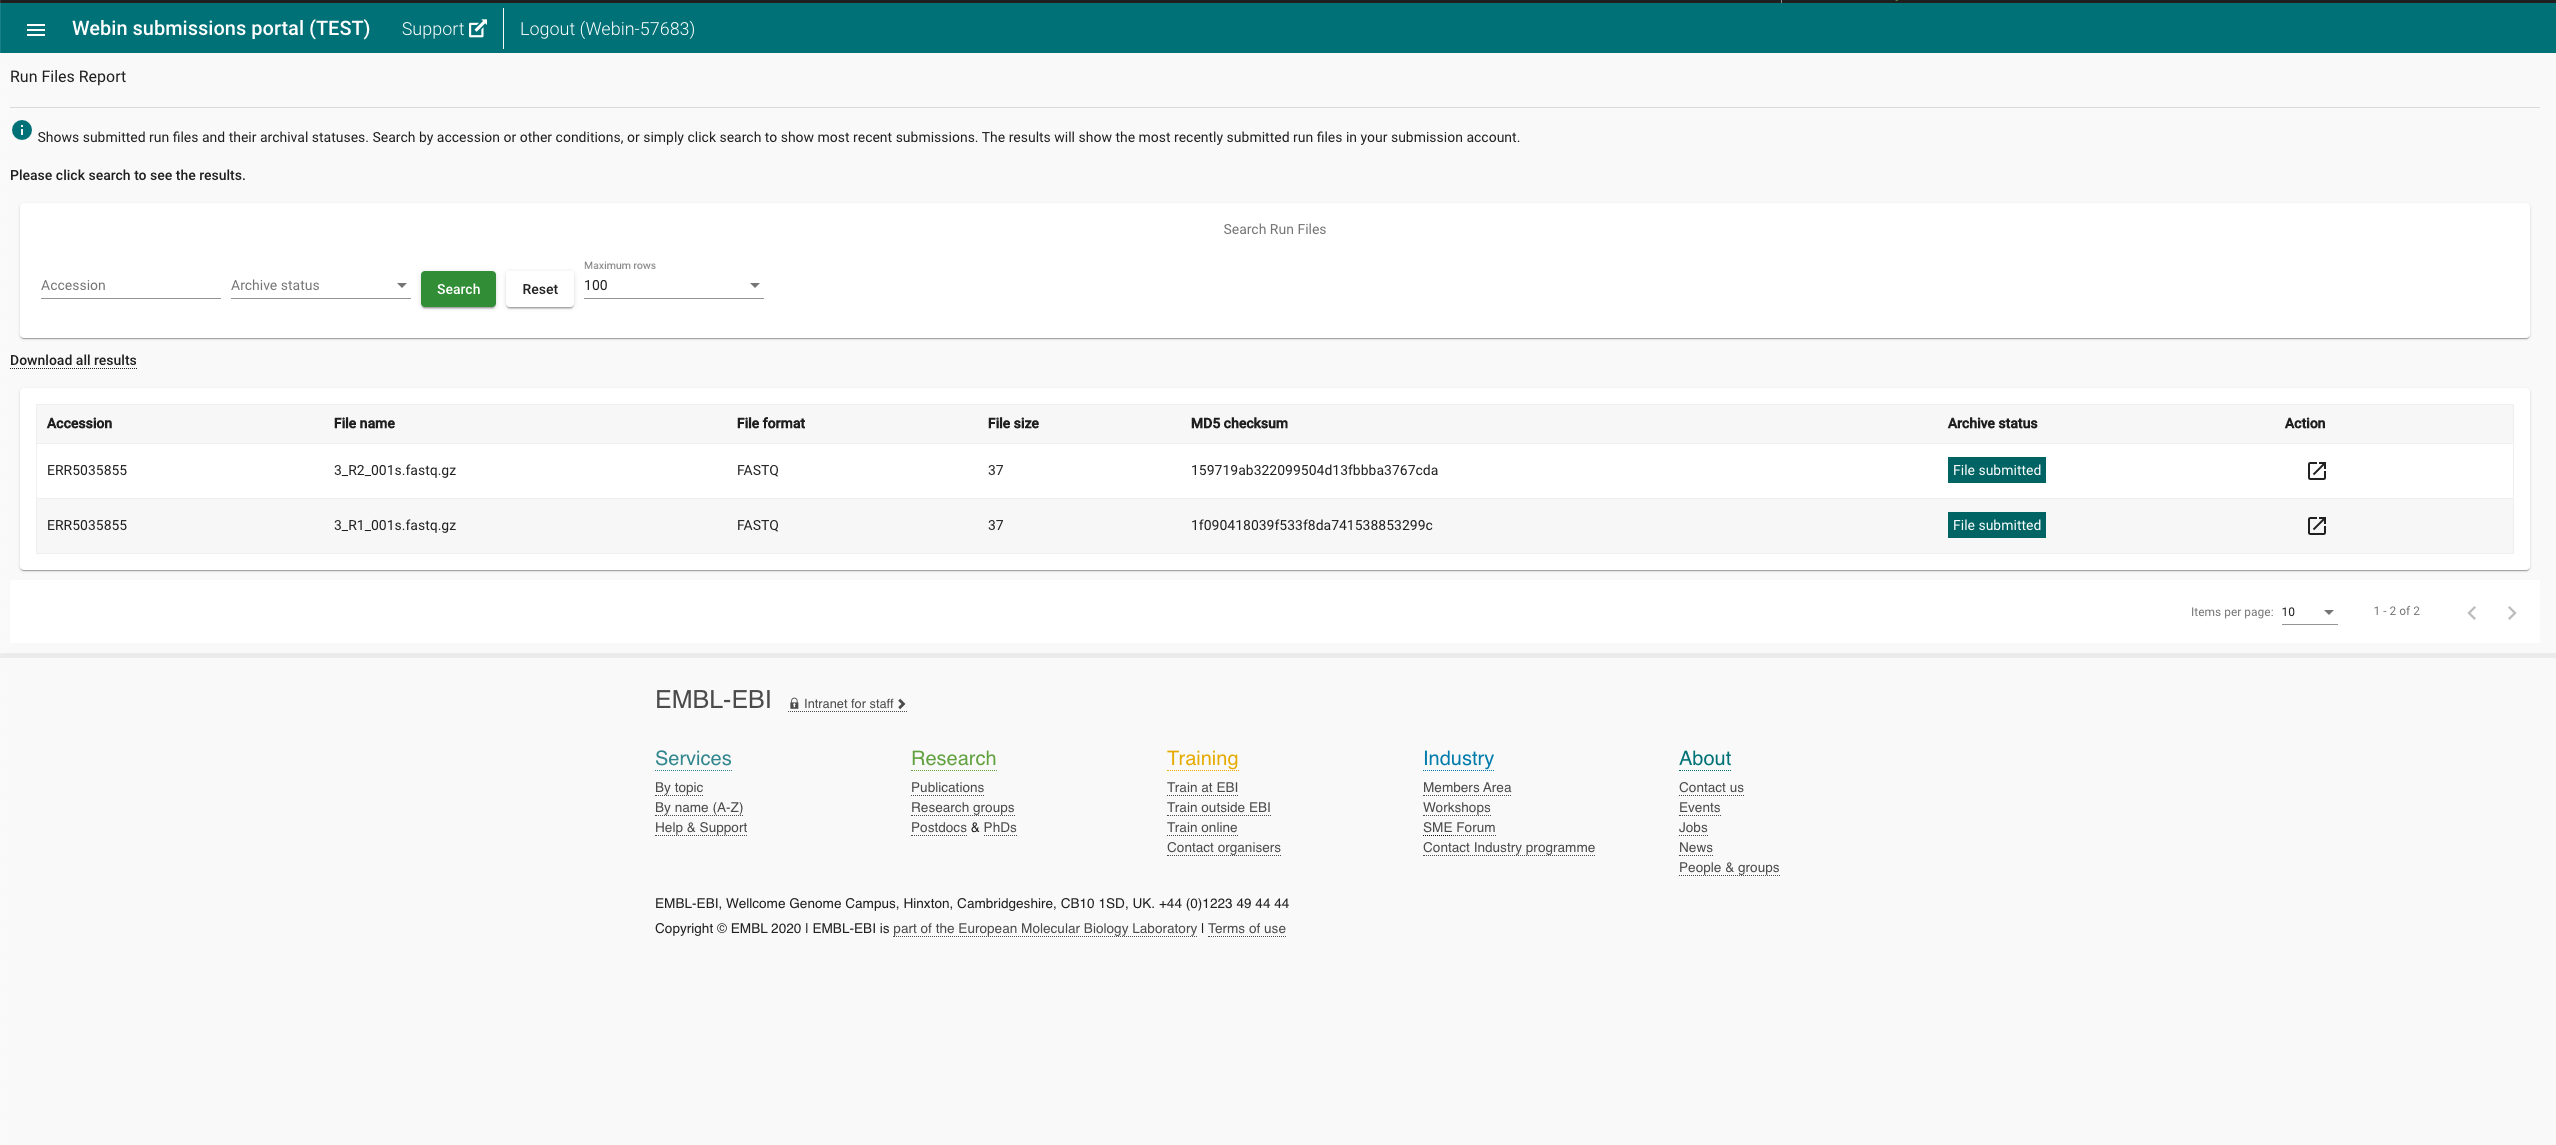 Webin submissions portal (TEST) Support Logout (Webin-57683)
Run Files Report
Shows submitted run files and their archival statuses. Search by accession or other conditions, or simply click search to show most recent submissions. The results will show the most recently submitted run files in your submission account.
Please click search to see the results.
Search Run Files
Maximum rows
Accession Archive status Search Reset 100
Download all results
Accession File name File format File size MD5 checksum Archive status Action
ERR5035855 3_R2_001s.fastq.gz FASTQ 37 159719ab322099504d13fbbba3767cda File submitted
ERR5035855 3_R1_001s.fastq.gz FASTQ 37 1f090418039f533f8da741538853299c File submitted
Items per page: 10 1 - 2 of 2
EMBL-EBI Intranet for staff
Services
By topic
By name (A-Z)
Help & Support
Research
Publications
Research groups
Postdocs & PhDs
Training
Train at EBI
Train outside EBI
Train online
Contact organisers
Industry
Members Area
Workshops
SME Forum
Contact Industry programme
About
Contact us
Events
Jobs
News
People & groups
EMBL-EBI, Wellcome Genome Campus, Hinxton, Cambridgeshire, CB10 1SD, UK. +44 (0)1223 49 44 44
Copyright © EMBL 2020 | EMBL-EBI is part of the European Molecular Biology Laboratory | Terms of use